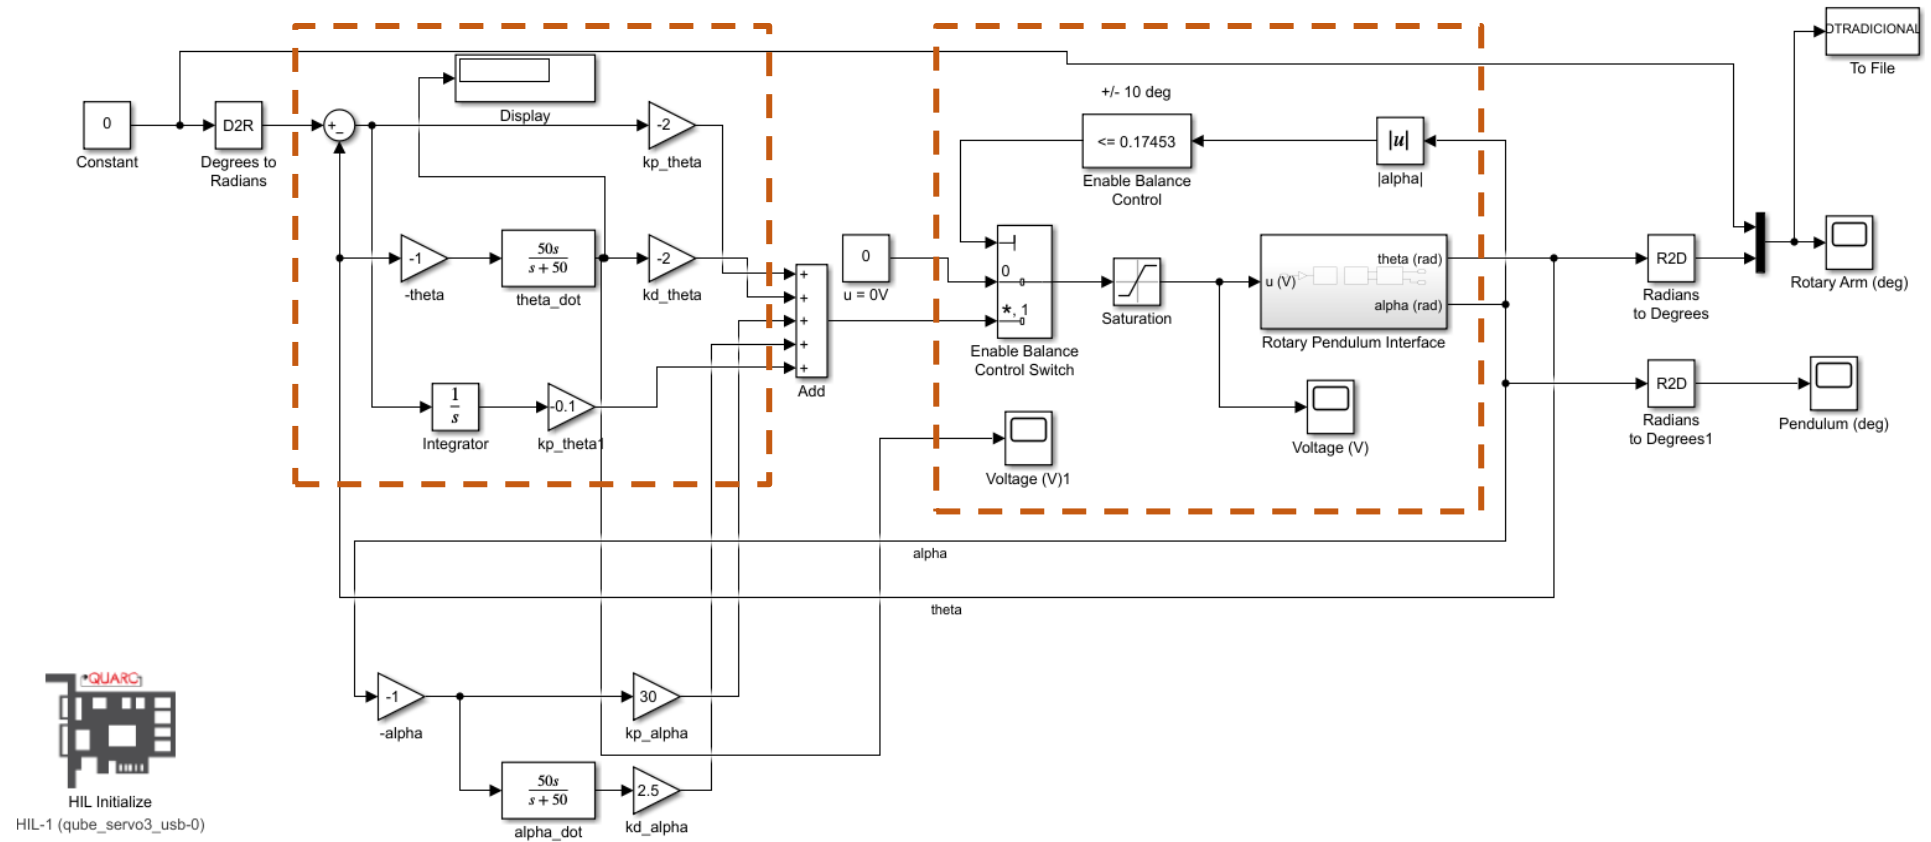 DTRADICIONAL
To File
+/- 10 deg
Display
0
Constant
D2R
Degrees to
Radians
+
-
-2
kp_theta
<= 0.17453
Enable Balance
Control
|u|
|alpha|
-1
-theta
50s
s + 50
theta_dot
-2
kd_theta
0
u = 0V
+
+
+
+
+
Add
0
*, 1
Enable Balance
Control Switch
Saturation
u (V)
theta (rad)
alpha (rad)
Rotary Pendulum Interface
R2D
Radians
to Degrees
Rotary Arm (deg)
1
s
Integrator
-0.1
kp_theta1
Voltage (V)1
Voltage (V)
R2D
Radians
to Degrees1
Pendulum (deg)
alpha
theta
QUARC
HIL Initialize
HIL-1 (qube_servo3_usb-0)
-1
-alpha
30
kp_alpha
50s
s + 50
alpha_dot
2.5
kd_alpha